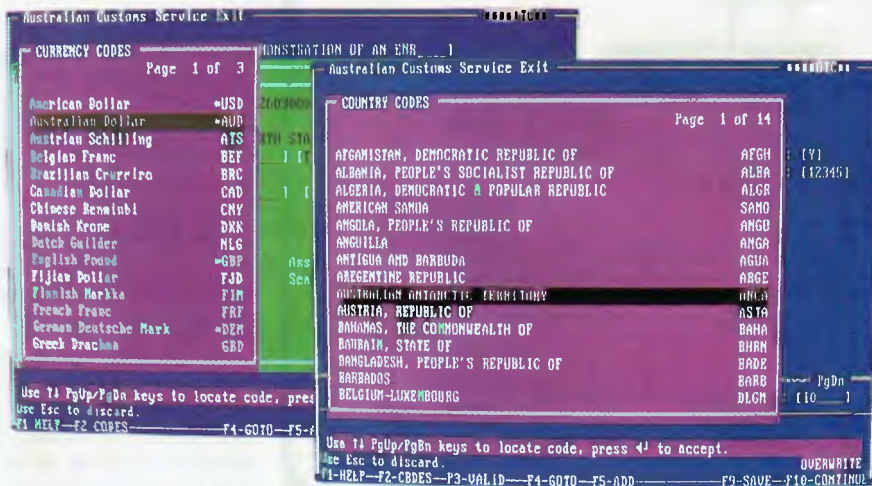 Australian Customs Service Exit
CURRENCY CODES
Page 1 of 3
American Dollar *USD
Australian Dollar *AUD
Austrian Schilling ATS
Belgian Franc BEF
Brazilian Cruzeiro BRC
Canadian Dollar CAD
Chinese Renminbi CNY
Danish Krone DKK
Dutch Guilder NLG
English Pound *GBP
Fijian Dollar FJD
Finnish Markka FIM
French Franc FRF
German Deutsche Mark *DEM
Greek Drachma GRD
Use ↑↓ PgUp/PgDn keys to locate code, pres
Use Esc to discard.
F1 HELP—F2 CODES F4-GOTO—F5-A
MONSTRATION OF AN ENR
Australian Customs Service Exit
COUNTRY CODES
Page 1 of 14
AFGANISTAN, DEMOCRATIC REPUBLIC OF AFGH
ALBANIA, PEOPLE'S SOCIALIST REPUBLIC OF ALBA
ALGERIA, DEMOCRATIC & POPULAR REPUBLIC ALGR
AMERICAN SAMOA SAMO
ANGOLA, PEOPLE'S REPUBLIC OF ANGO
ANGUILLA ANGA
ANTIGUA AND BARBUDA AGUA
AREGENTINE REPUBLIC ARGE
AUSTRALIAN ANTARCTIC TERRITORY ANCA
AUSTRIA, REPUBLIC OF ASTA
BAHAMAS, THE COMMONWEALTH OF BAHA
BAHRAIN, STATE OF BHRN
BANGLADESH, PEOPLE'S REPUBLIC OF BADE
BARBADOS BARB
BELGIUM-LUXEMBOURG BLGM
: [Y]
: [12345]
PgDn
: [10 ]
Use ↑↓ PgUp/PgDn keys to locate code, press ↵ to accept.
Use Esc to discard.
OVERWRITE
F1-HELP—F2-CODES—F3-VALID—F4-GOTO—F5-ADD F9-SAVE—F10-CONTINUE